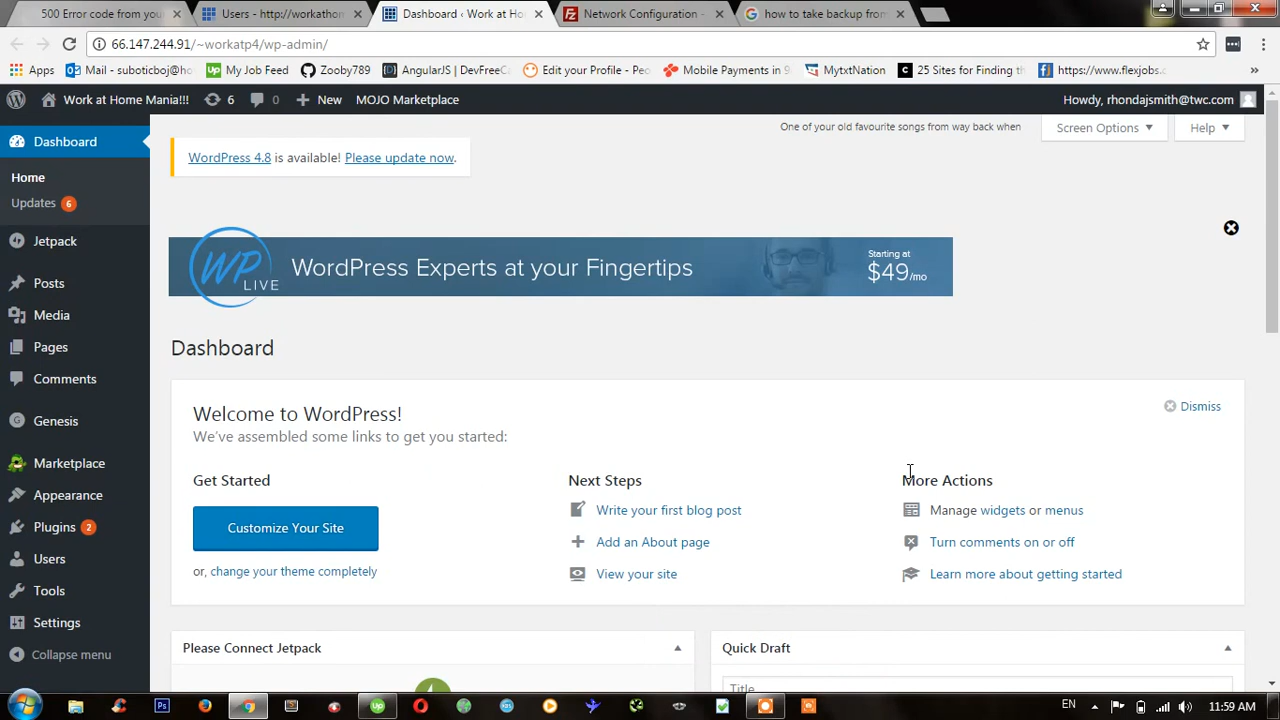 500 Error code from you
Users - http://workathon
Dashboard ‹ Work at Ho
Network Configuration -
how to take backup from
66.147.244.91/~workatp4/wp-admin/
Apps
Mail - suboticboj@ho
My Job Feed
Zooby789
AngularJS | DevFreeCa
Edit your Profile - Peo
Mobile Payments in 9
MytxtNation
25 Sites for Finding th
https://www.flexjobs.c
»
Work at Home Mania!!!
6
0
New
MOJO Marketplace
Howdy, rhondajsmith@twc.com
Dashboard
Home
Updates 6
Jetpack
Posts
Media
Pages
Comments
Genesis
Marketplace
Appearance
Plugins 2
Users
Tools
Settings
Collapse menu
One of your old favourite songs from way back when
Screen Options
Help
WordPress 4.8 is available! Please update now.
WP LIVE
WordPress Experts at your Fingertips
Starting at
$49/mo
Dashboard
Welcome to WordPress!
We've assembled some links to get you started:
Dismiss
Get Started
Customize Your Site
or, change your theme completely
Next Steps
Write your first blog post
Add an About page
View your site
More Actions
Manage widgets or menus
Turn comments on or off
Learn more about getting started
Please Connect Jetpack
Quick Draft
Title
EN
11:59 AM